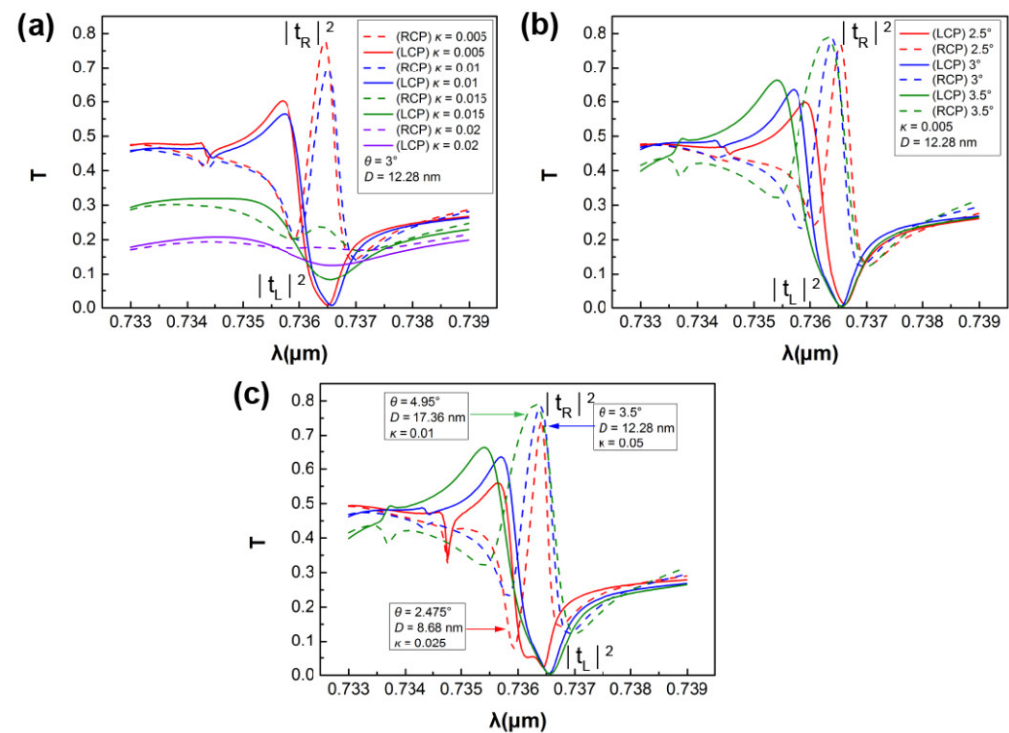 (a)
|t_R|²
(RCP) κ = 0.005
(LCP) κ = 0.005
(RCP) κ = 0.01
(LCP) κ = 0.01
(RCP) κ = 0.015
(LCP) κ = 0.015
(RCP) κ = 0.02
(LCP) κ = 0.02
θ = 3°
D = 12.28 nm
|t_L|²
T
0.8
0.7
0.6
0.5
0.4
0.3
0.2
0.1
0.0
0.733 0.734 0.735 0.736 0.737 0.738 0.739
λ(μm)
(b)
|t_R|²
(LCP) 2.5°
(RCP) 2.5°
(LCP) 3°
(RCP) 3°
(LCP) 3.5°
(RCP) 3.5°
κ = 0.005
D = 12.28 nm
|t_L|²
T
0.8
0.7
0.6
0.5
0.4
0.3
0.2
0.1
0.0
0.733 0.734 0.735 0.736 0.737 0.738 0.739
λ(μm)
(c)
θ = 4.95°
D = 17.36 nm
κ = 0.01
|t_R|²
θ = 3.5°
D = 12.28 nm
κ = 0.05
θ = 2.475°
D = 8.68 nm
κ = 0.025
|t_L|²
T
0.8
0.7
0.6
0.5
0.4
0.3
0.2
0.1
0.0
0.733 0.734 0.735 0.736 0.737 0.738 0.739
λ(μm)